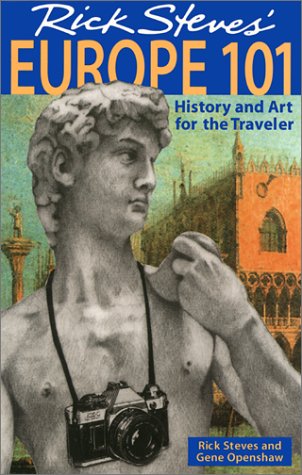 Rick Steves'
EUROPE 101
History and Art
for the Traveler
Rick Steves and
Gene Openshaw